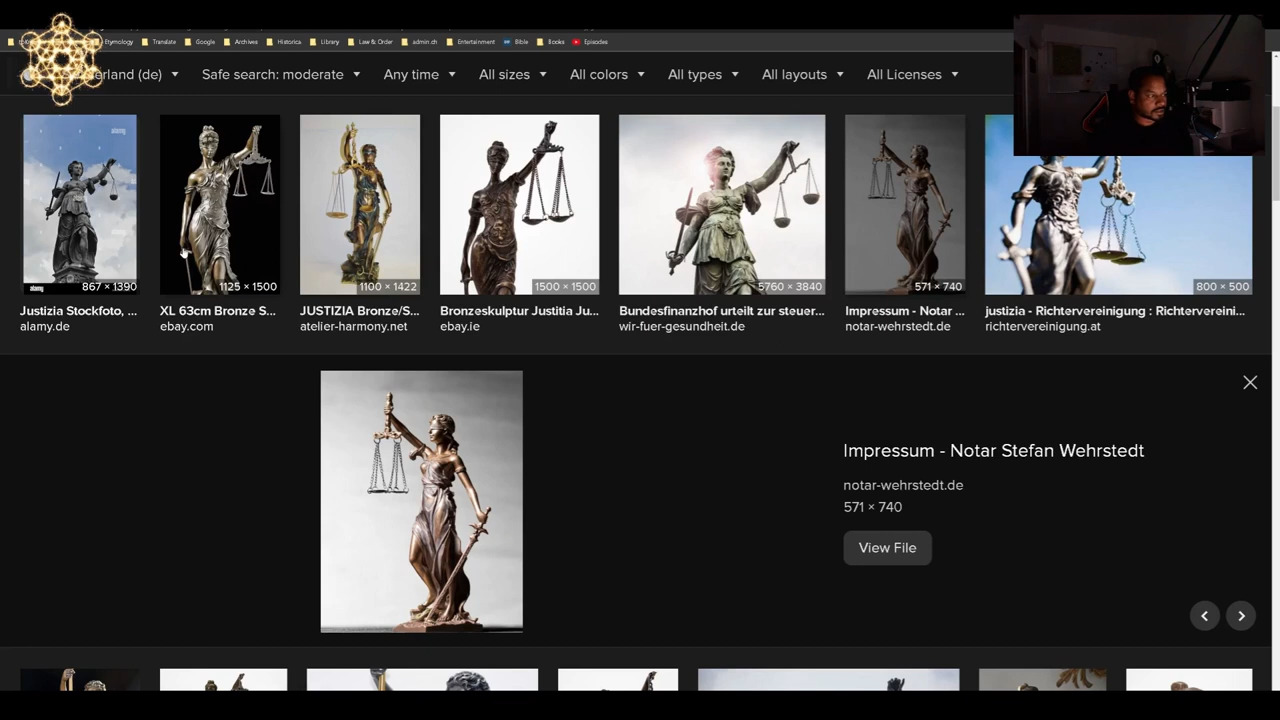 Etymology
Translate
Google
Archives
Historica
Library
Law & Order
admin.ch
Entertainment
Bible
Books
Episodes
(de)
Safe search: moderate
Any time
All sizes
All colors
All types
All layouts
All Licenses
alamy
867 × 1390
1125 × 1500
1100 × 1422
1500 × 1500
5760 × 3840
571 × 740
800 × 500
Justizia Stockfoto, ...
XL 63cm Bronze S...
JUSTIZIA Bronze/S...
Bronzeskulptur Justitia Ju...
Bundesfinanzhof urteilt zur steuer...
Impressum - Notar ...
justizia - Richtervereinigung : Richtervereini...
alamy.de
ebay.com
atelier-harmony.net
ebay.ie
wir-fuer-gesundheit.de
notar-wehrstedt.de
richtervereinigung.at
Impressum - Notar Stefan Wehrstedt
notar-wehrstedt.de
571 × 740
View File